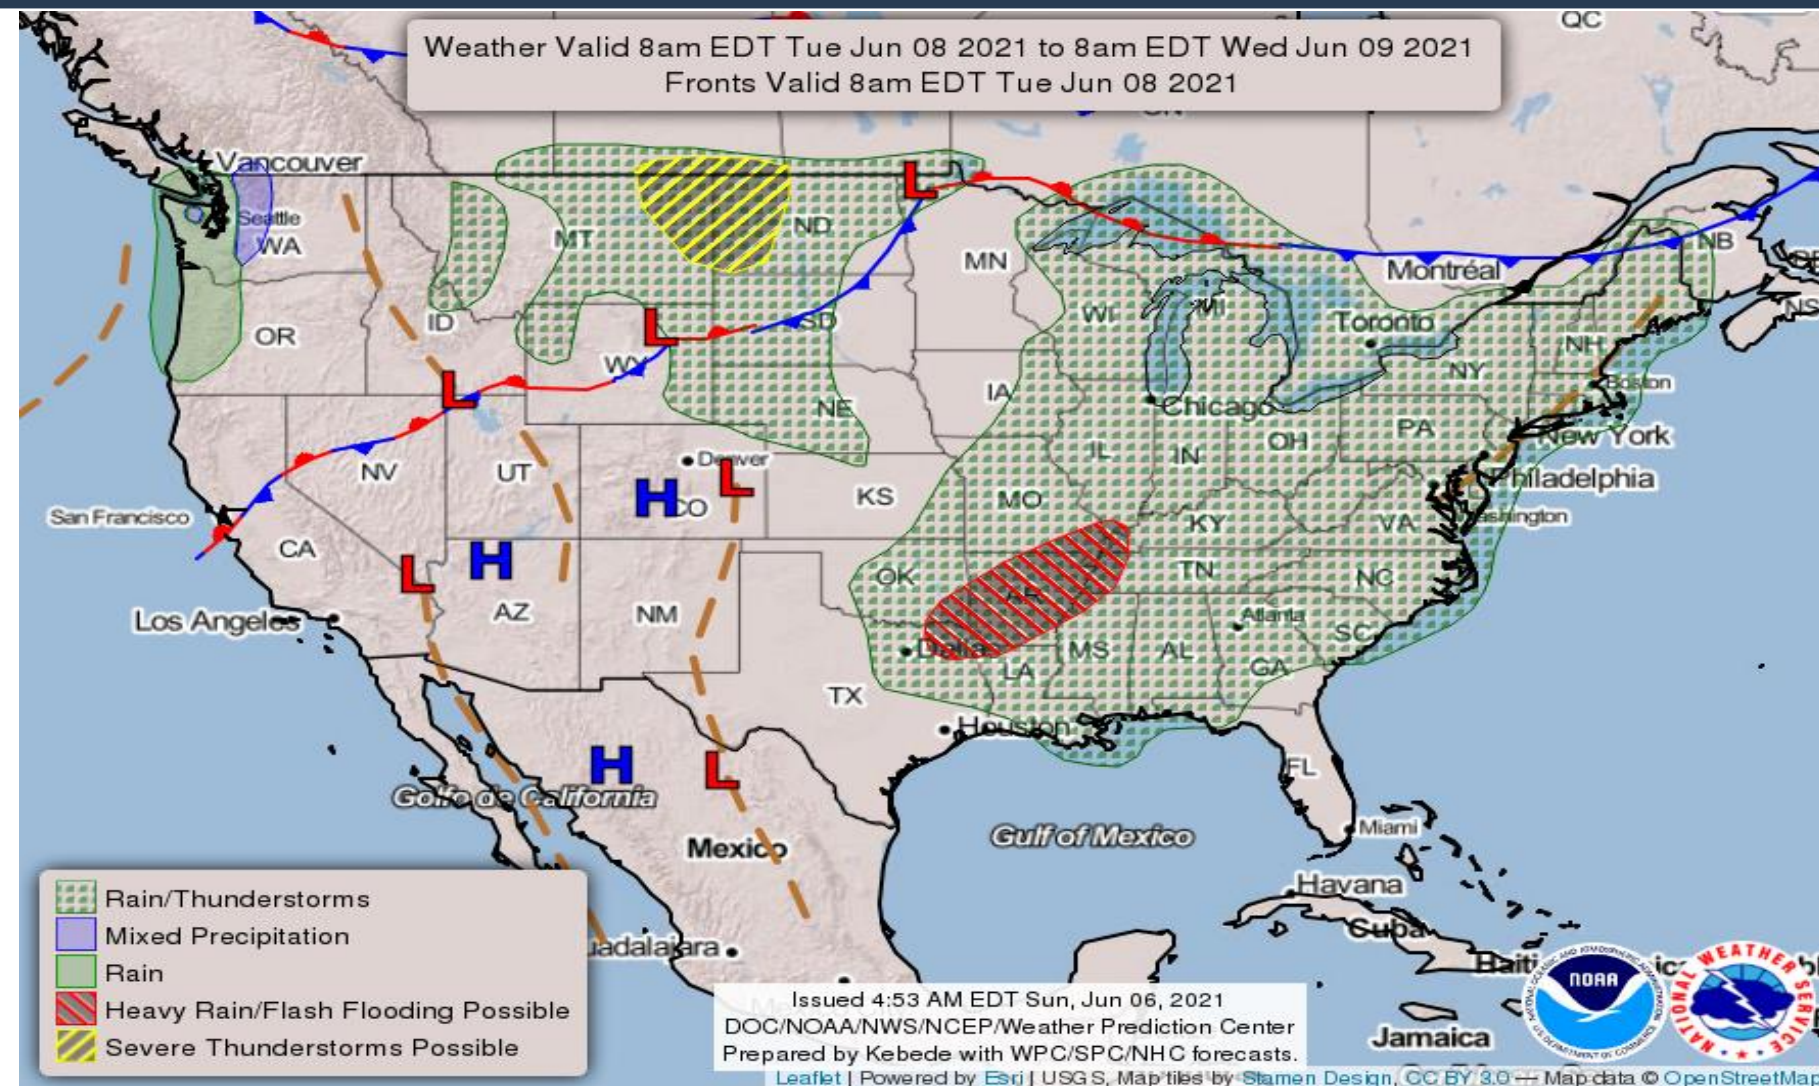 QC
Weather Valid 8am EDT Tue Jun 08 2021 to 8am EDT Wed Jun 09 2021
Fronts Valid 8am EDT Tue Jun 08 2021
Vancouver
L
Seattle
WA
MT
ND
MN
NB
Montréal
NS
OR
ID
L
WY
SD
WI
MI
Toronto
NH
NY
L
NE
IA
Chicago
Boston
PA
New York
NV
UT
Denver
L
IL
IN
OH
Philadelphia
H
CO
KS
MO
San Francisco
KY
VA
Washington
CA
L
H
OK
TN
NC
AR
Los Angeles
AZ
NM
Atlanta
SC
Dallas
MS
AL
GA
LA
TX
Houston
H
L
FL
Golfo de California
Gulf of Mexico
Miami
Mexico
Havana
Cuba
Rain/Thunderstorms
Mixed Precipitation
Rain
Heavy Rain/Flash Flooding Possible
Severe Thunderstorms Possible
uadalajara
Haiti
Mexico City
Jamaica
Issued 4:53 AM EDT Sun, Jun 06, 2021
DOC/NOAA/NWS/NCEP/Weather Prediction Center
Prepared by Kebede with WPC/SPC/NHC forecasts.
NOAA
NATIONAL WEATHER SERVICE
Leaflet | Powered by Esri | USGS, Map tiles by Stamen Design, CC BY 3.0 — Map data © OpenStreetMap